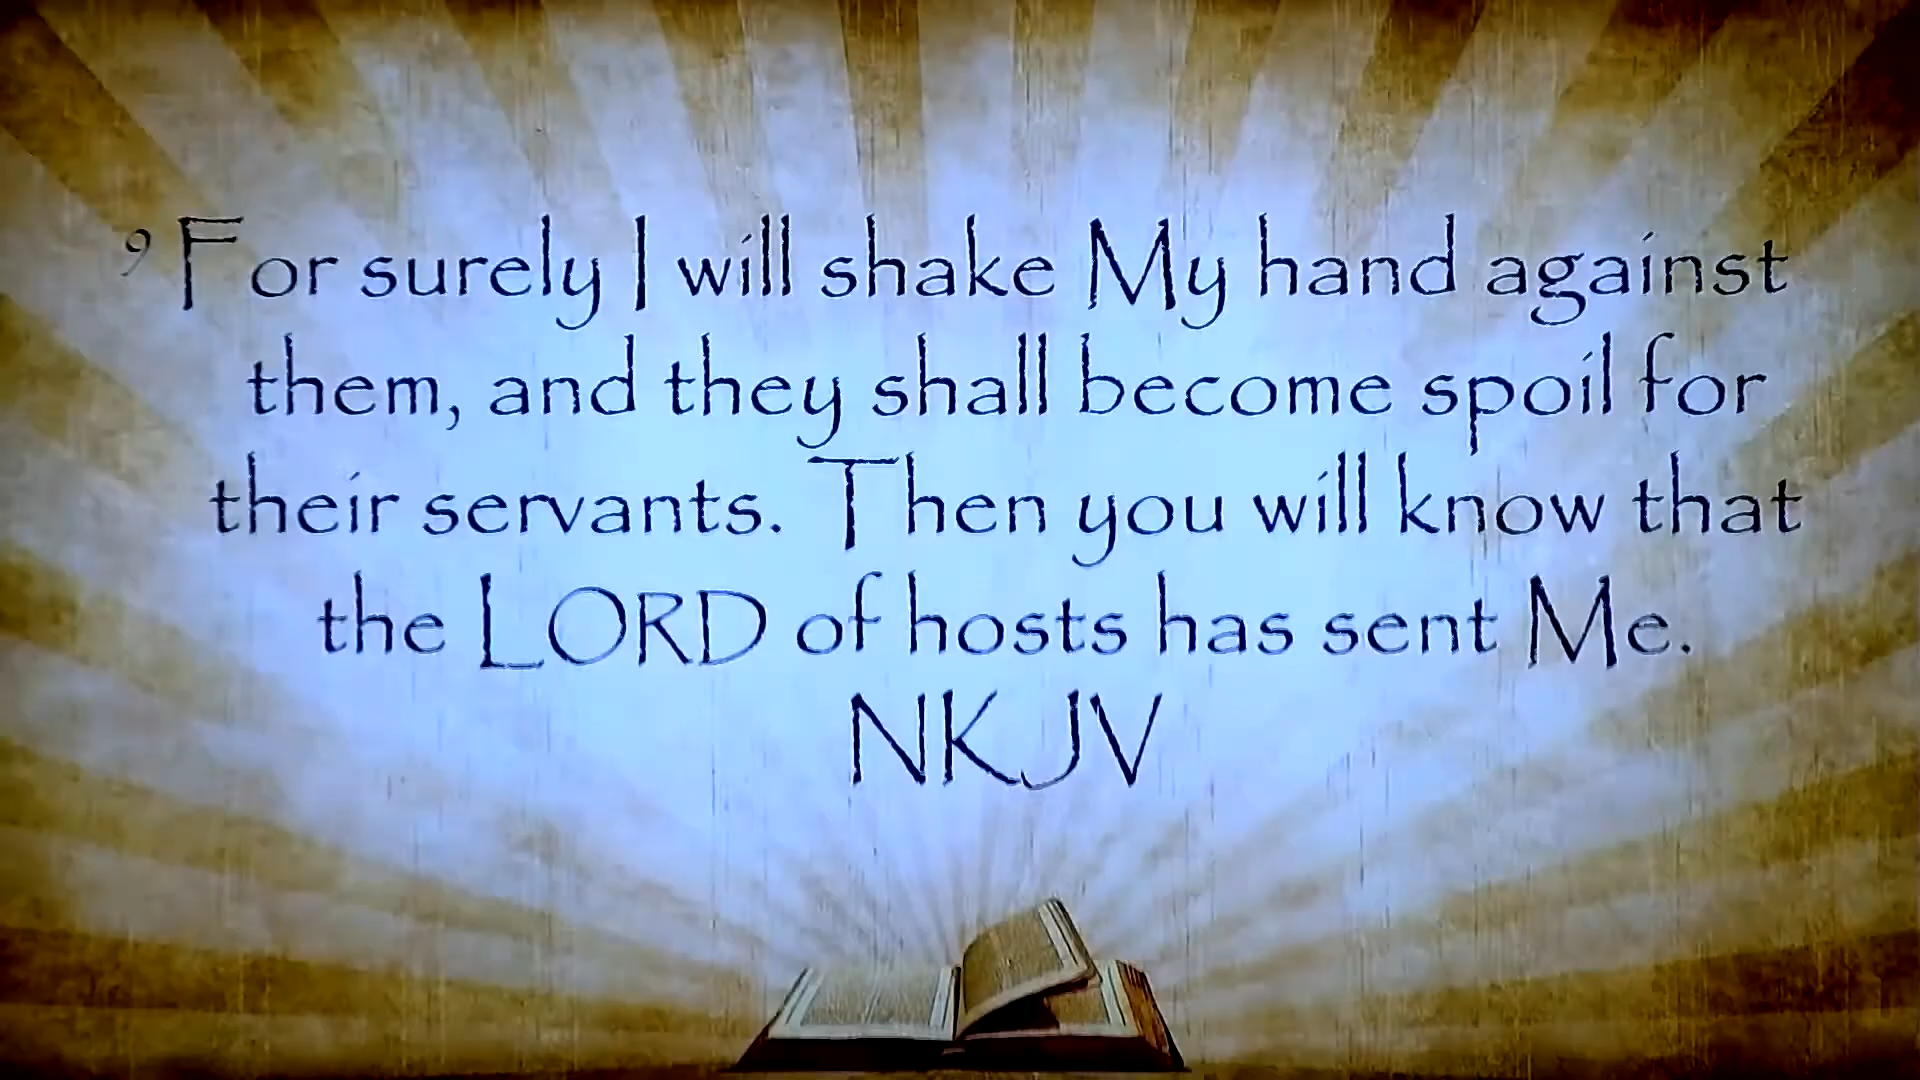 9 For surely I will shake My hand against
them, and they shall become spoil for
their servants. Then you will know that
the LORD of hosts has sent Me.
NKJV